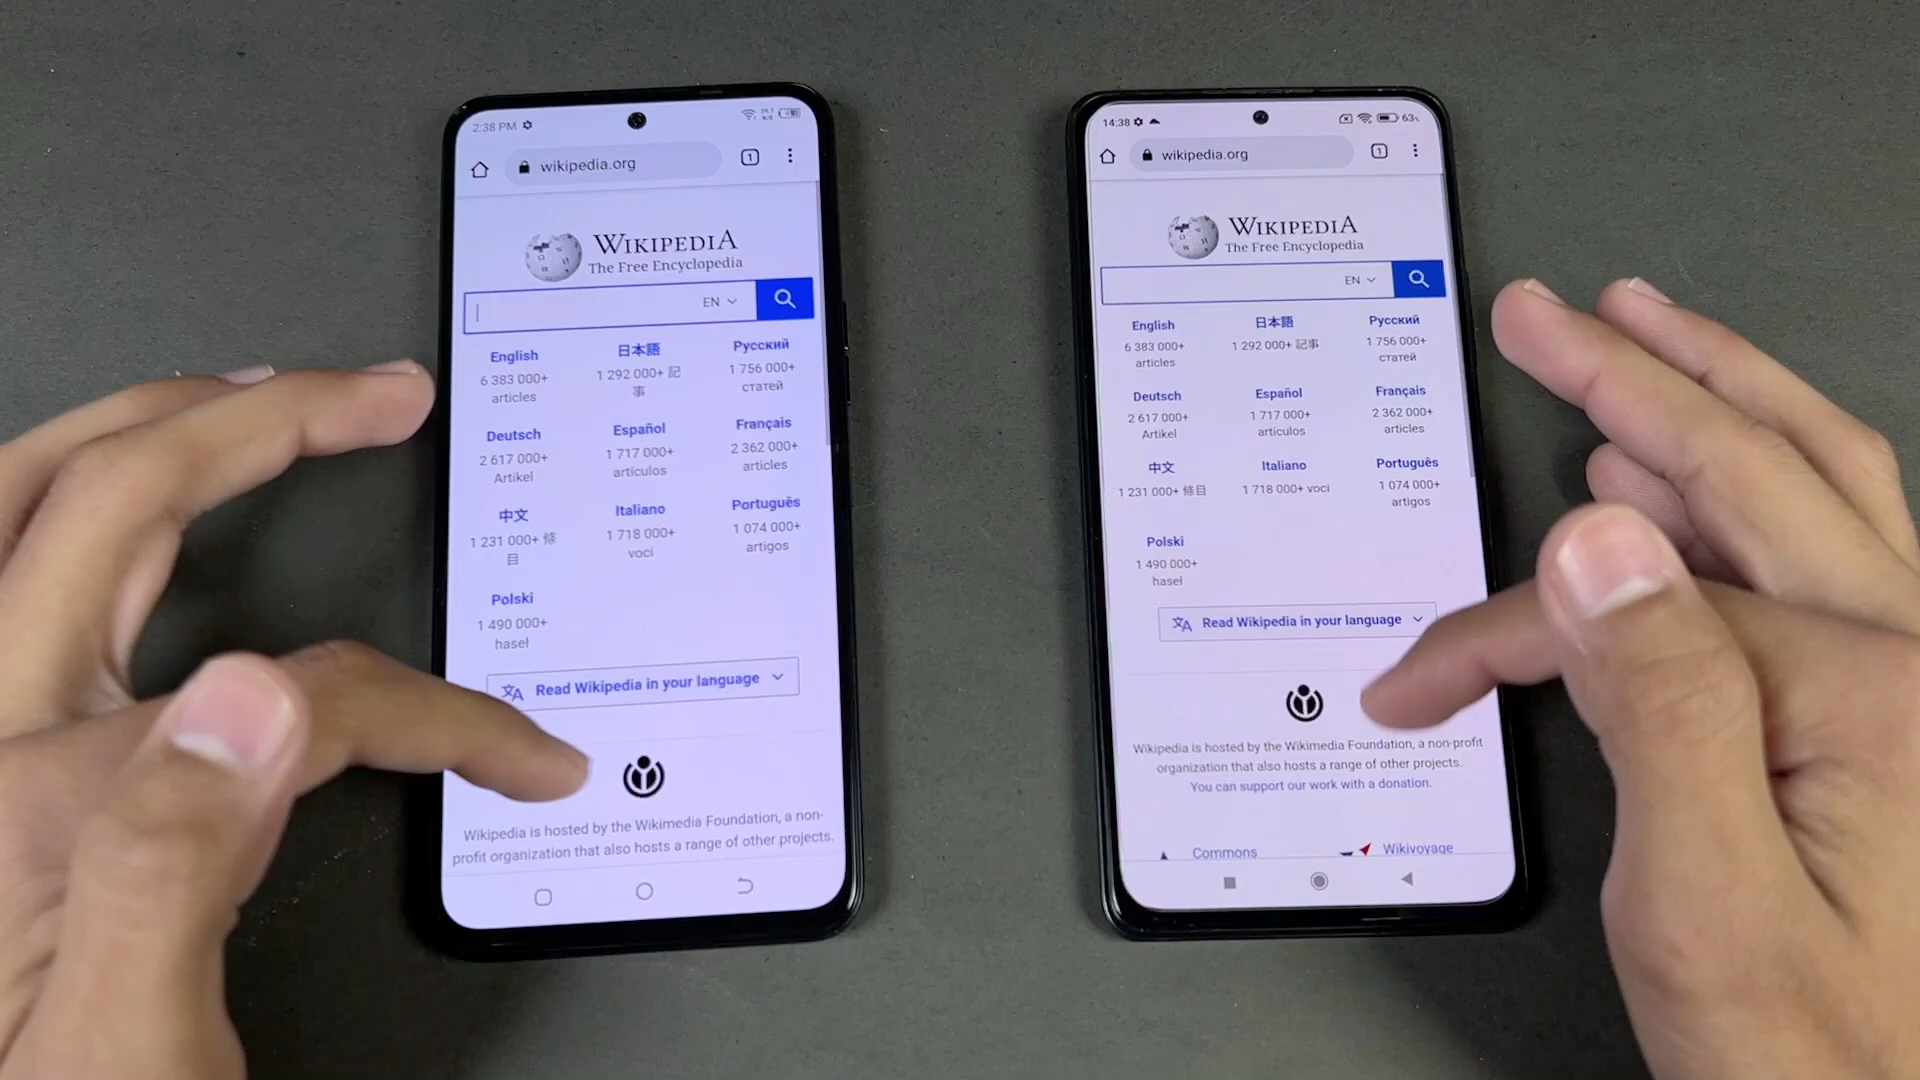 2:38 PM
wikipedia.org
1
WIKIPEDIA
The Free Encyclopedia
EN
English
6 383 000+
articles
日本語
1 292 000+ 記
事
Русский
1 756 000+
статей
Deutsch
2 617 000+
Artikel
Español
1 717 000+
artículos
Français
2 362 000+
articles
中文
1 231 000+ 條
目
Italiano
1 718 000+
voci
Português
1 074 000+
artigos
Polski
1 490 000+
haseł
Read Wikipedia in your language
Wikipedia is hosted by the Wikimedia Foundation, a non-
profit organization that also hosts a range of other projects.
14:38
63%
wikipedia.org
1
WIKIPEDIA
The Free Encyclopedia
EN
English
6 383 000+
articles
日本語
1 292 000+ 記事
Русский
1 756 000+
статей
Deutsch
2 617 000+
Artikel
Español
1 717 000+
artículos
Français
2 362 000+
articles
中文
1 231 000+ 條目
Italiano
1 718 000+ voci
Português
1 074 000+
artigos
Polski
1 490 000+
haseł
Read Wikipedia in your language
Wikipedia is hosted by the Wikimedia Foundation, a non-profit
organization that also hosts a range of other projects.
You can support our work with a donation.
Commons
Wikivoyage